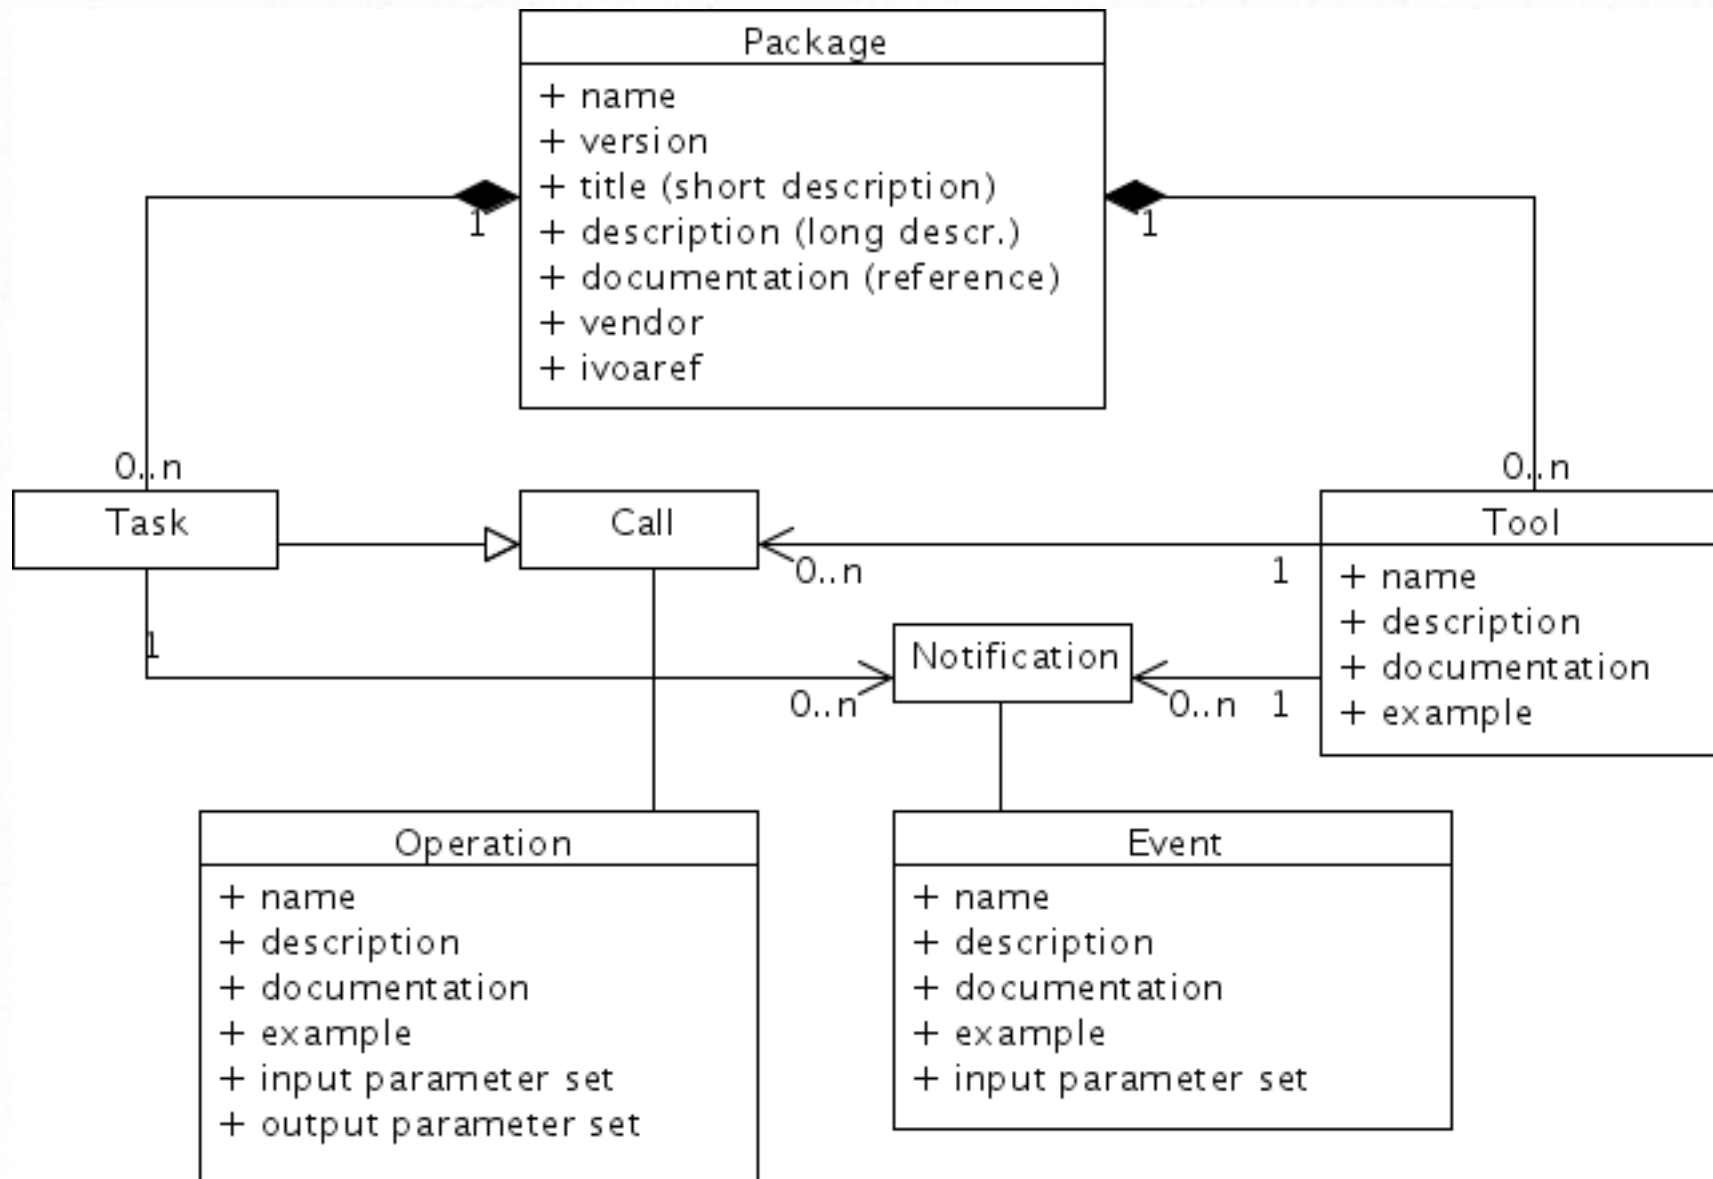 Package
+ name
+ version
+ title (short description)
+ description (long descr.)
+ documentation (reference)
+ vendor
+ ivoaref
1
1
0..n
0..n
Task
Call
Tool
+ name
+ description
+ documentation
+ example
0..n
1
1
Notification
0..n
0..n
1
Operation
+ name
+ description
+ documentation
+ example
+ input parameter set
+ output parameter set
Event
+ name
+ description
+ documentation
+ example
+ input parameter set